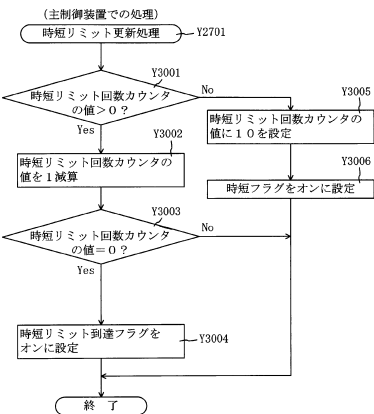 （主制御装置での処理）
時短リミット更新処理
Y2701
Y3001
時短リミット回数カウンタ
の値＞０？
No
Yes
Y3005
時短リミット回数カウンタの
値に１０を設定
Y3002
時短リミット回数カウンタの
値を１減算
Y3006
時短フラグをオンに設定
Y3003
時短リミット回数カウンタ
の値＝０？
No
Yes
時短リミット到達フラグを
オンに設定
Y3004
終 了